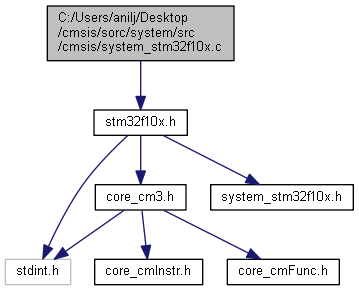 C:/Users/anilj/Desktop
/cmsis/sorc/system/src
/cmsis/system_stm32f10x.c
stm32f10x.h
core_cm3.h
system_stm32f10x.h
stdint.h
core_cmInstr.h
core_cmFunc.h